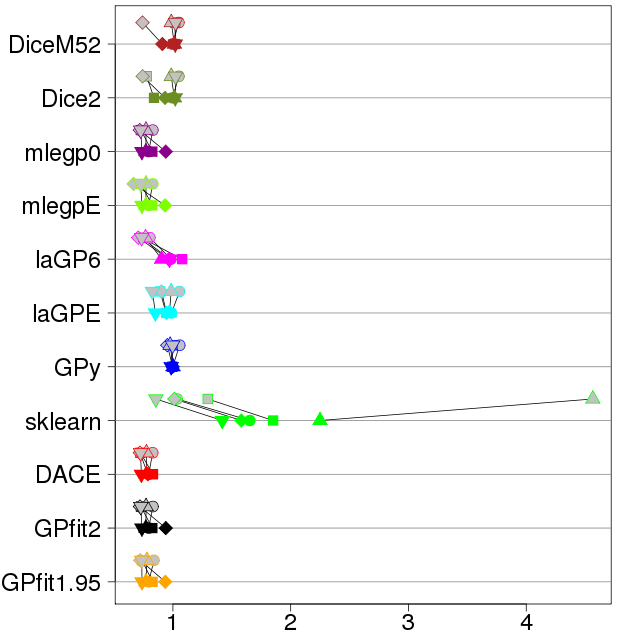 DiceM52
Dice2
mlegp0
mlegpE
laGP6
laGPE
GPy
sklearn
DACE
GPfit2
GPfit1.95
1 2 3 4